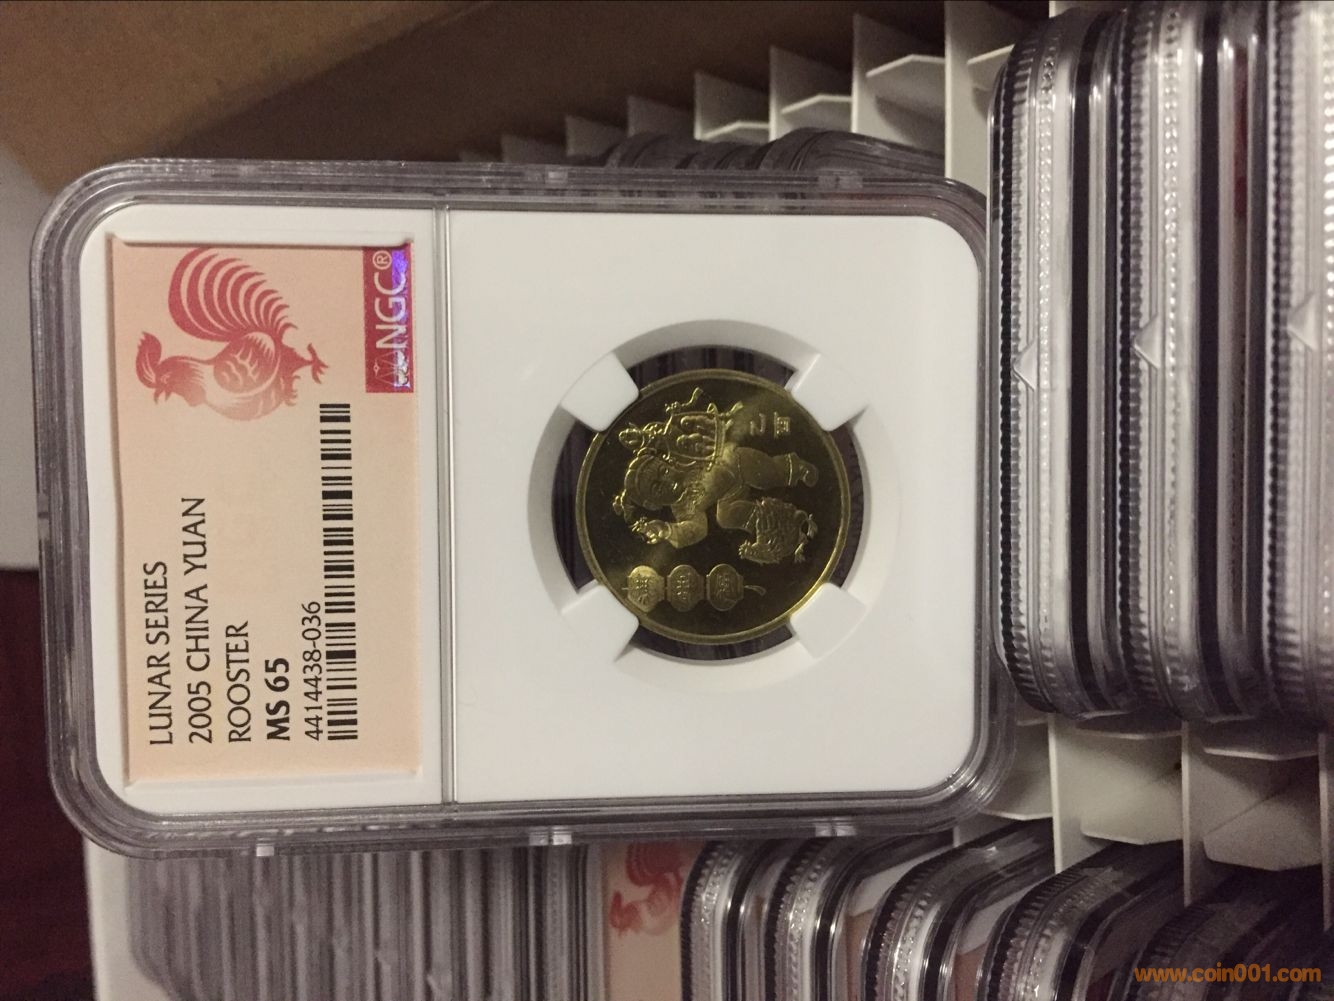 NGC®
LUNAR SERIES
2005 CHINA YUAN
ROOSTER
MS 65
4414438-036
乙酉
www.coin001.com